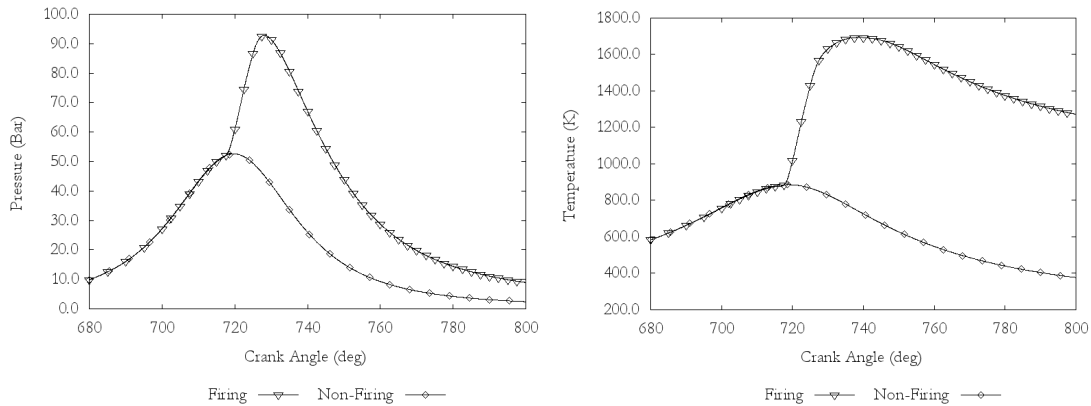 Pressure (Bar)
100.0
90.0
80.0
70.0
60.0
50.0
40.0
30.0
20.0
10.0
0.0
680 700 720 740 760 780 800
Crank Angle (deg)
Firing Non-Firing
Temperature (K)
1800.0
1600.0
1400.0
1200.0
1000.0
800.0
600.0
400.0
200.0
680 700 720 740 760 780 800
Crank Angle (deg)
Firing Non-Firing